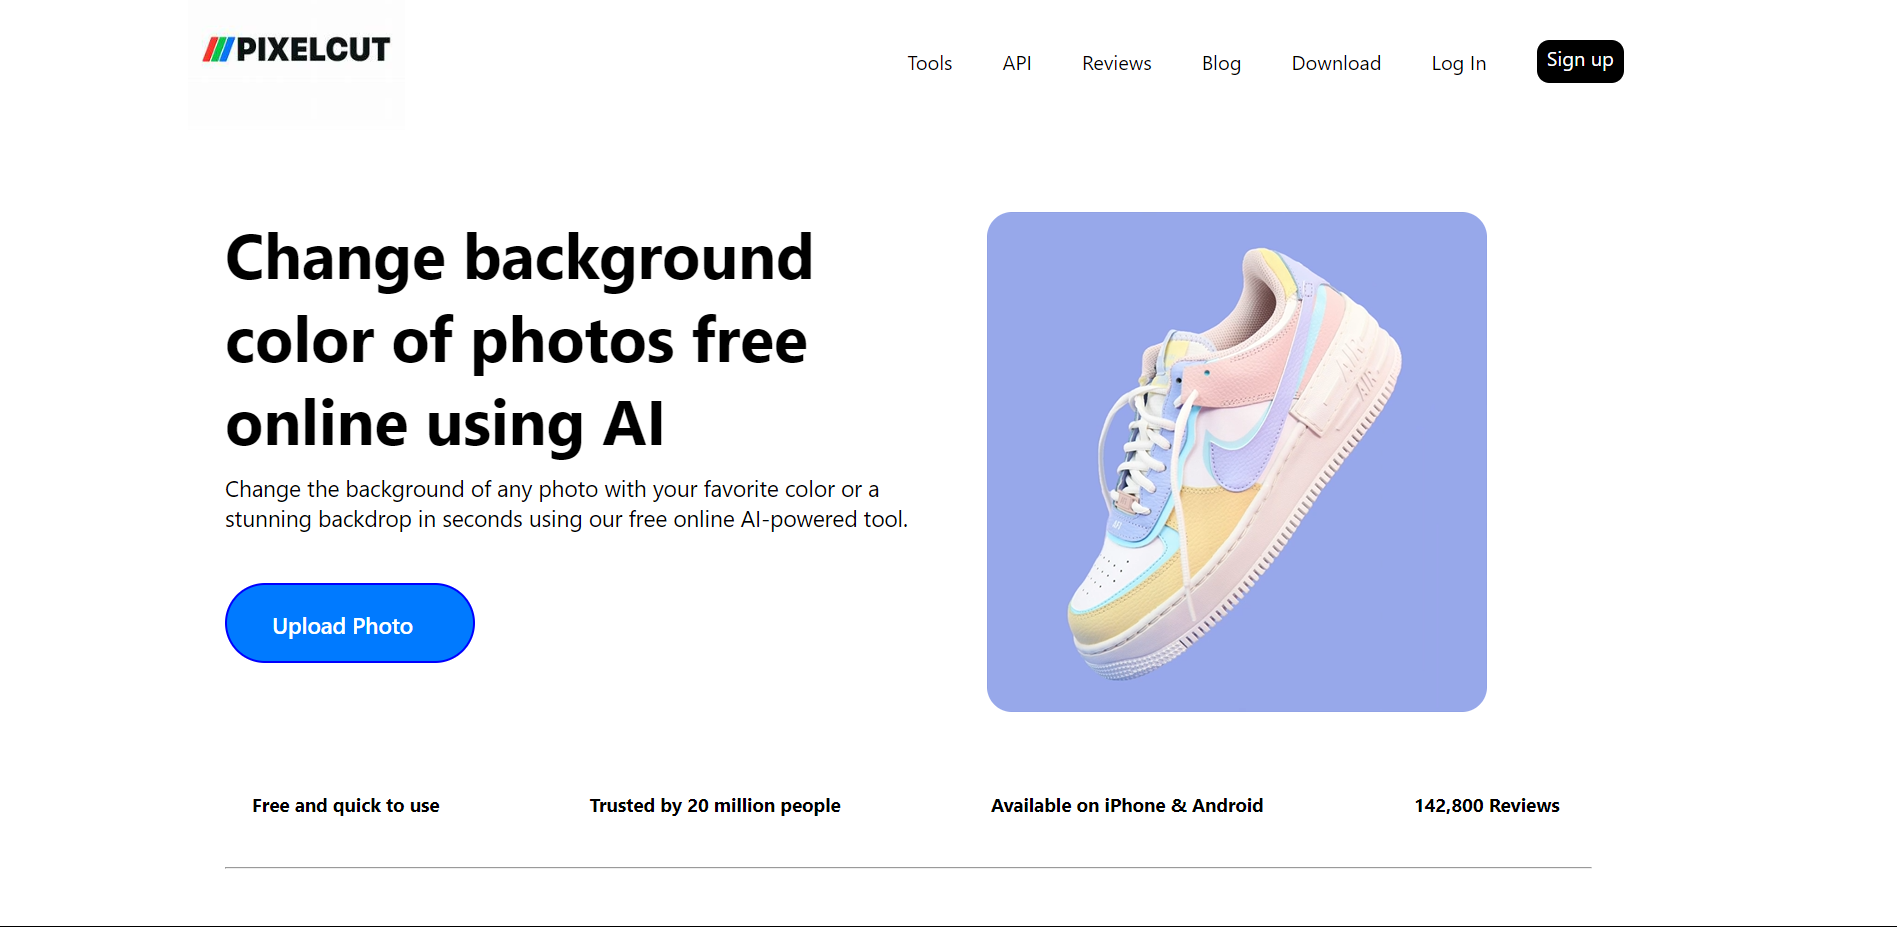 PIXELCUT
Tools API Reviews Blog Download Log In Sign up
Change background
color of photos free
online using AI
Change the background of any photo with your favorite color or a
stunning backdrop in seconds using our free online AI-powered tool.
Upload Photo
AIR
AIR
Free and quick to use Trusted by 20 million people Available on iPhone & Android 142,800 Reviews